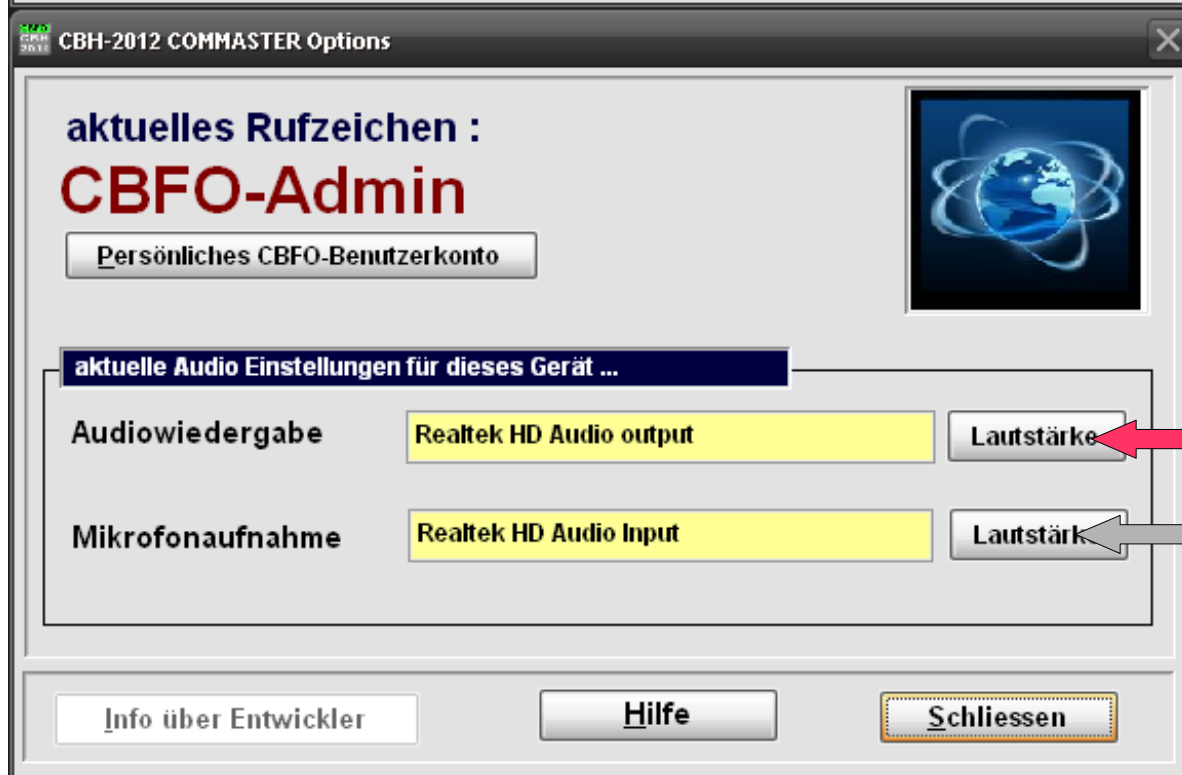 CBH-2012 COMMASTER Options
aktuelles Rufzeichen :
CBFO-Admin
Persönliches CBFO-Benutzerkonto
aktuelle Audio Einstellungen für dieses Gerät ...
Audiowiedergabe
Realtek HD Audio output
Lautstärke
Mikrofonaufnahme
Realtek HD Audio Input
Lautstärke
Info über Entwickler
Hilfe
Schliessen